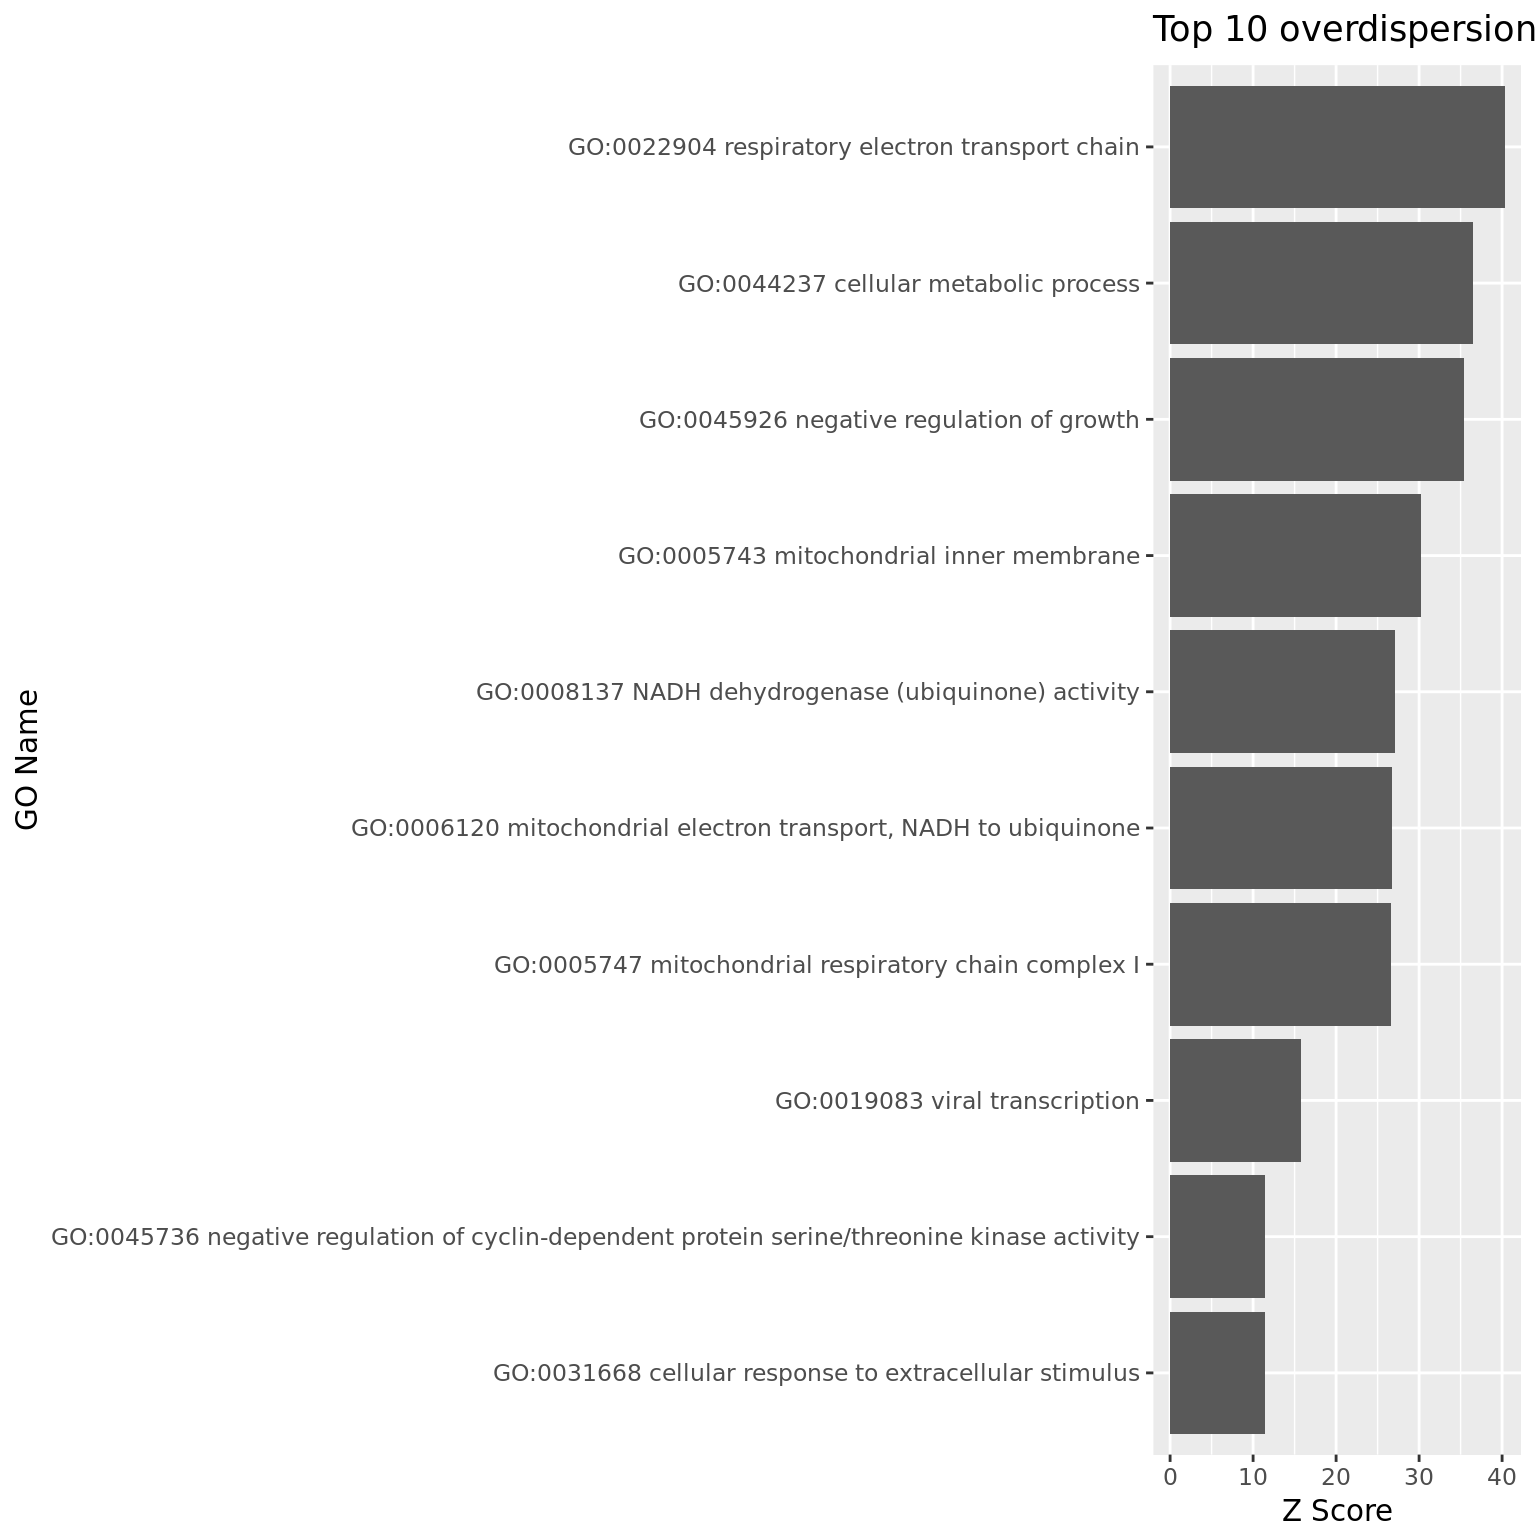 Top 10 overdispersion
GO:0022904 respiratory electron transport chain
GO:0044237 cellular metabolic process
GO:0045926 negative regulation of growth
GO:0005743 mitochondrial inner membrane
GO:0008137 NADH dehydrogenase (ubiquinone) activity
GO:0006120 mitochondrial electron transport, NADH to ubiquinone
GO:0005747 mitochondrial respiratory chain complex I
GO:0019083 viral transcription
GO:0045736 negative regulation of cyclin-dependent protein serine/threonine kinase activity
GO:0031668 cellular response to extracellular stimulus
GO Name
0 10 20 30 40
Z Score